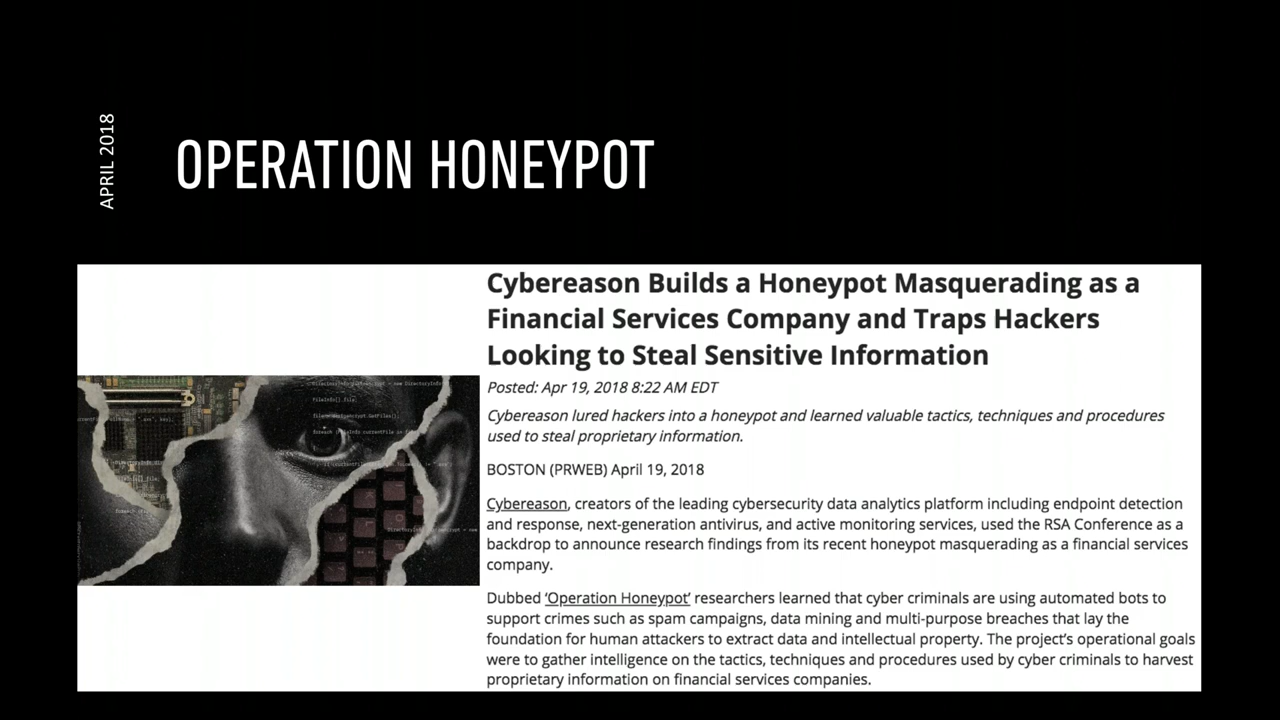 APRIL 2018
OPERATION HONEYPOT
Cybereason Builds a Honeypot Masquerading as a
Financial Services Company and Traps Hackers
Looking to Steal Sensitive Information
Posted: Apr 19, 2018 8:22 AM EDT
Cybereason lured hackers into a honeypot and learned valuable tactics, techniques and procedures
used to steal proprietary information.
BOSTON (PRWEB) April 19, 2018
Cybereason, creators of the leading cybersecurity data analytics platform including endpoint detection
and response, next-generation antivirus, and active monitoring services, used the RSA Conference as a
backdrop to announce research findings from its recent honeypot masquerading as a financial services
company.
Dubbed ‘Operation Honeypot’ researchers learned that cyber criminals are using automated bots to
support crimes such as spam campaigns, data mining and multi-purpose breaches that lay the
foundation for human attackers to extract data and intellectual property. The project’s operational goals
were to gather intelligence on the tactics, techniques and procedures used by cyber criminals to harvest
proprietary information on financial services companies.